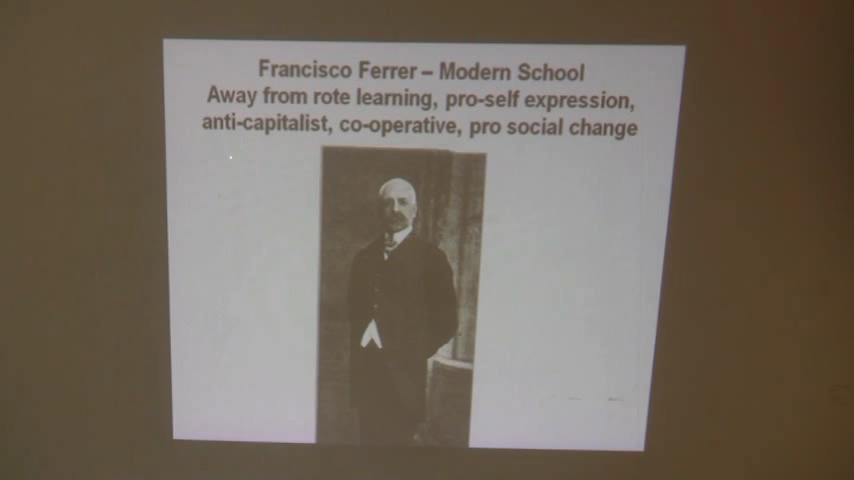 Francisco Ferrer – Modern School
Away from rote learning, pro-self expression,
anti-capitalist, co-operative, pro social change